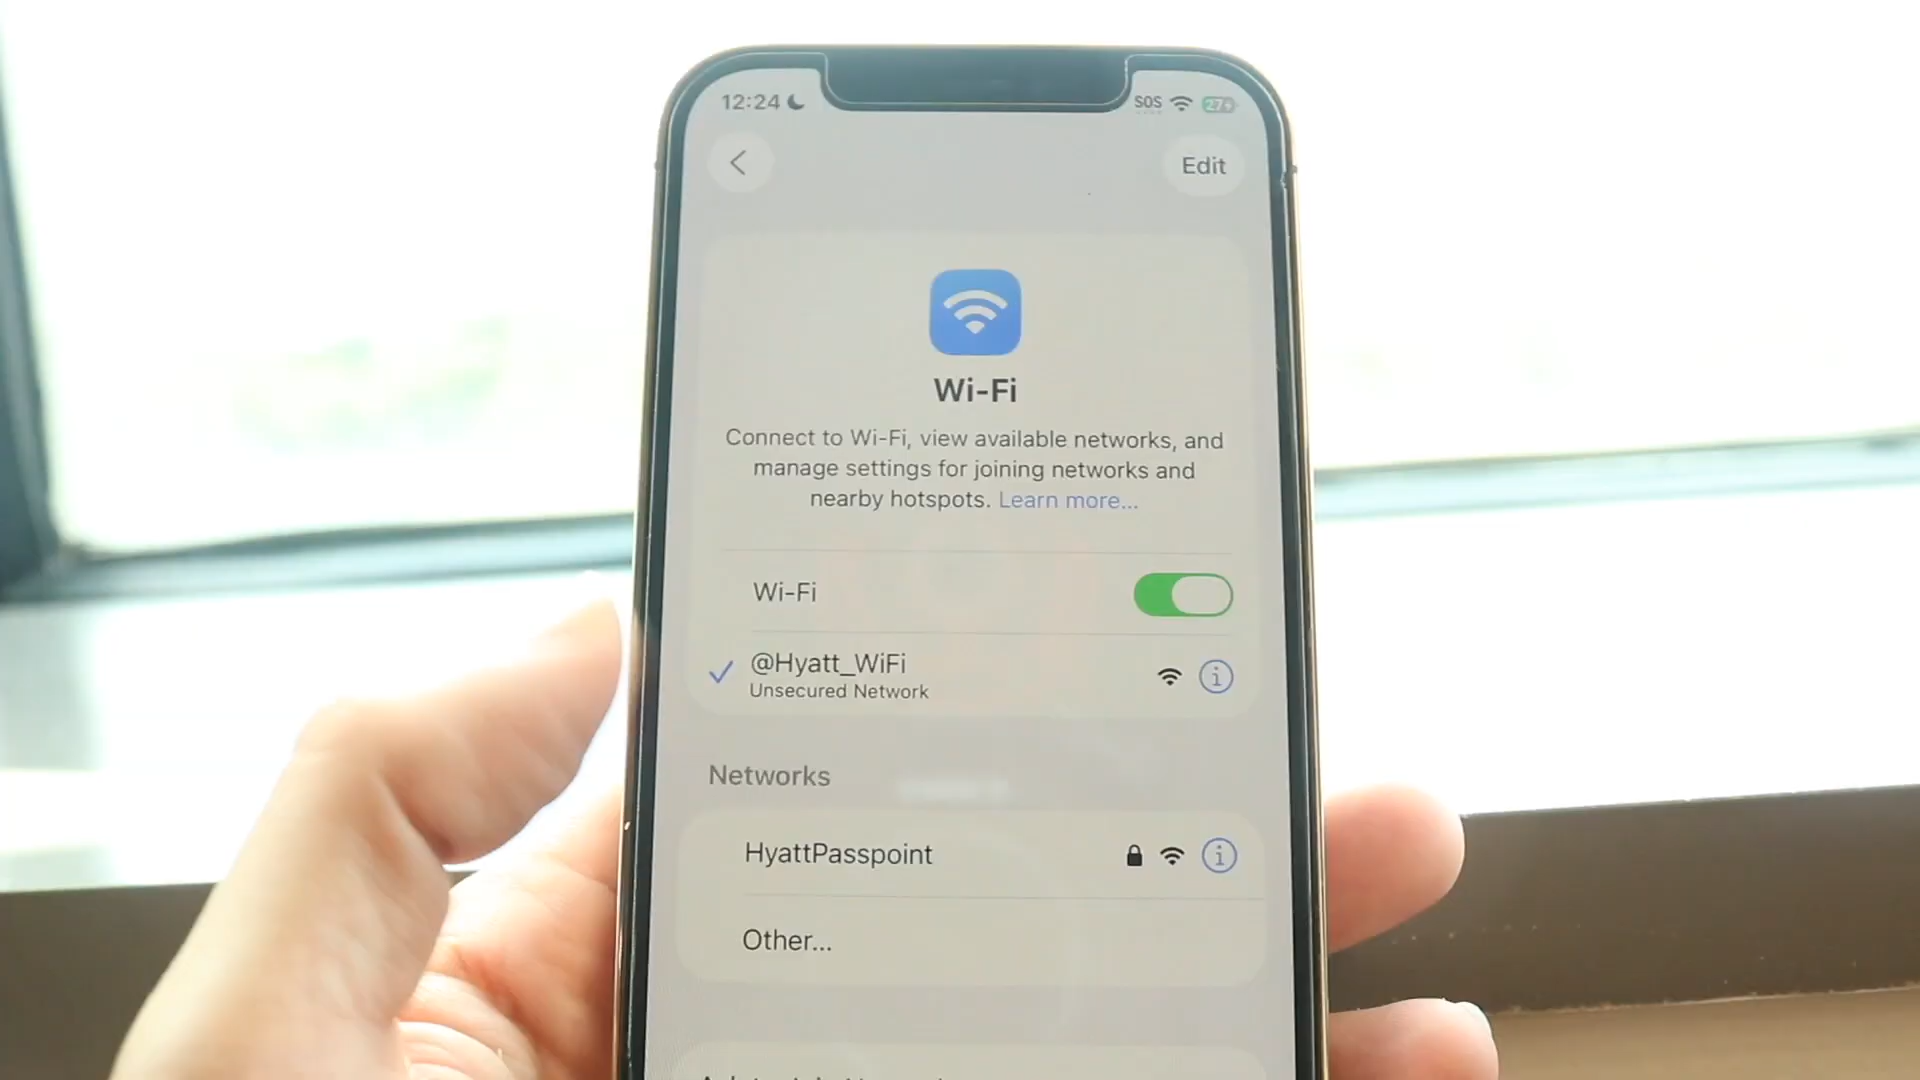 12:24
SOS
27
Edit
Wi-Fi
Connect to Wi-Fi, view available networks, and
manage settings for joining networks and
nearby hotspots. Learn more...
Wi-Fi
@Hyatt_WiFi
Unsecured Network
Networks
HyattPasspoint
Other...